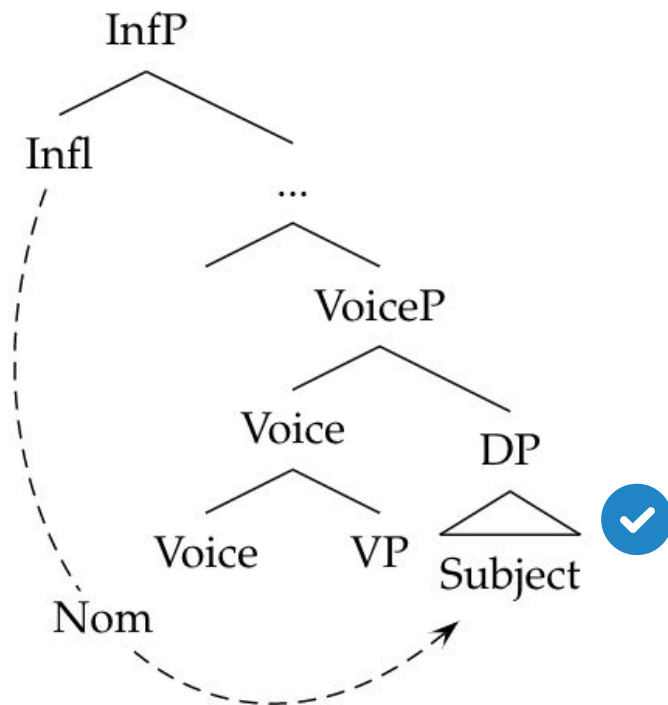 InfP
Infl
...
VoiceP
Voice
DP
Voice VP Subject
Nom